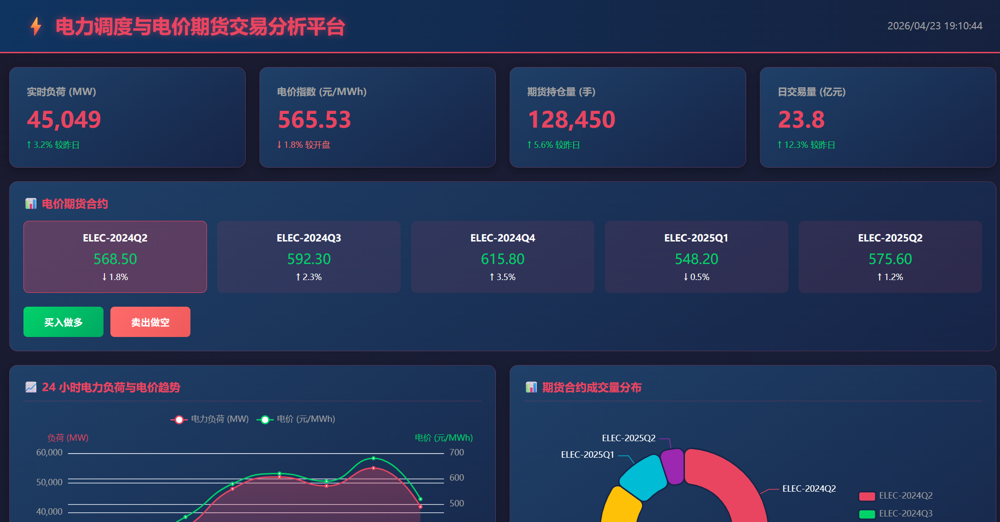 电力调度与电价期货交易分析平台
2026/04/23 19:10:44
实时负荷 (MW)
45,049
↑ 3.2% 较昨日
电价指数 (元/MWh)
565.53
↓ 1.8% 较开盘
期货持仓量 (手)
128,450
↑ 5.6% 较昨日
日交易量 (亿元)
23.8
↑ 12.3% 较昨日
电价期货合约
ELEC-2024Q2
568.50
↓ 1.8%
ELEC-2024Q3
592.30
↑ 2.3%
ELEC-2024Q4
615.80
↑ 3.5%
ELEC-2025Q1
548.20
↓ 0.5%
ELEC-2025Q2
575.60
↑ 1.2%
买入做多
卖出做空
24 小时电力负荷与电价趋势
电力负荷 (MW)
电价 (元/MWh)
负荷 (MW)
电价 (元/MWh)
60,000
700
50,000
600
40,000
500
期货合约成交量分布
ELEC-2025Q2
ELEC-2025Q1
ELEC-2024Q2
ELEC-2024Q2
ELEC-2024Q3